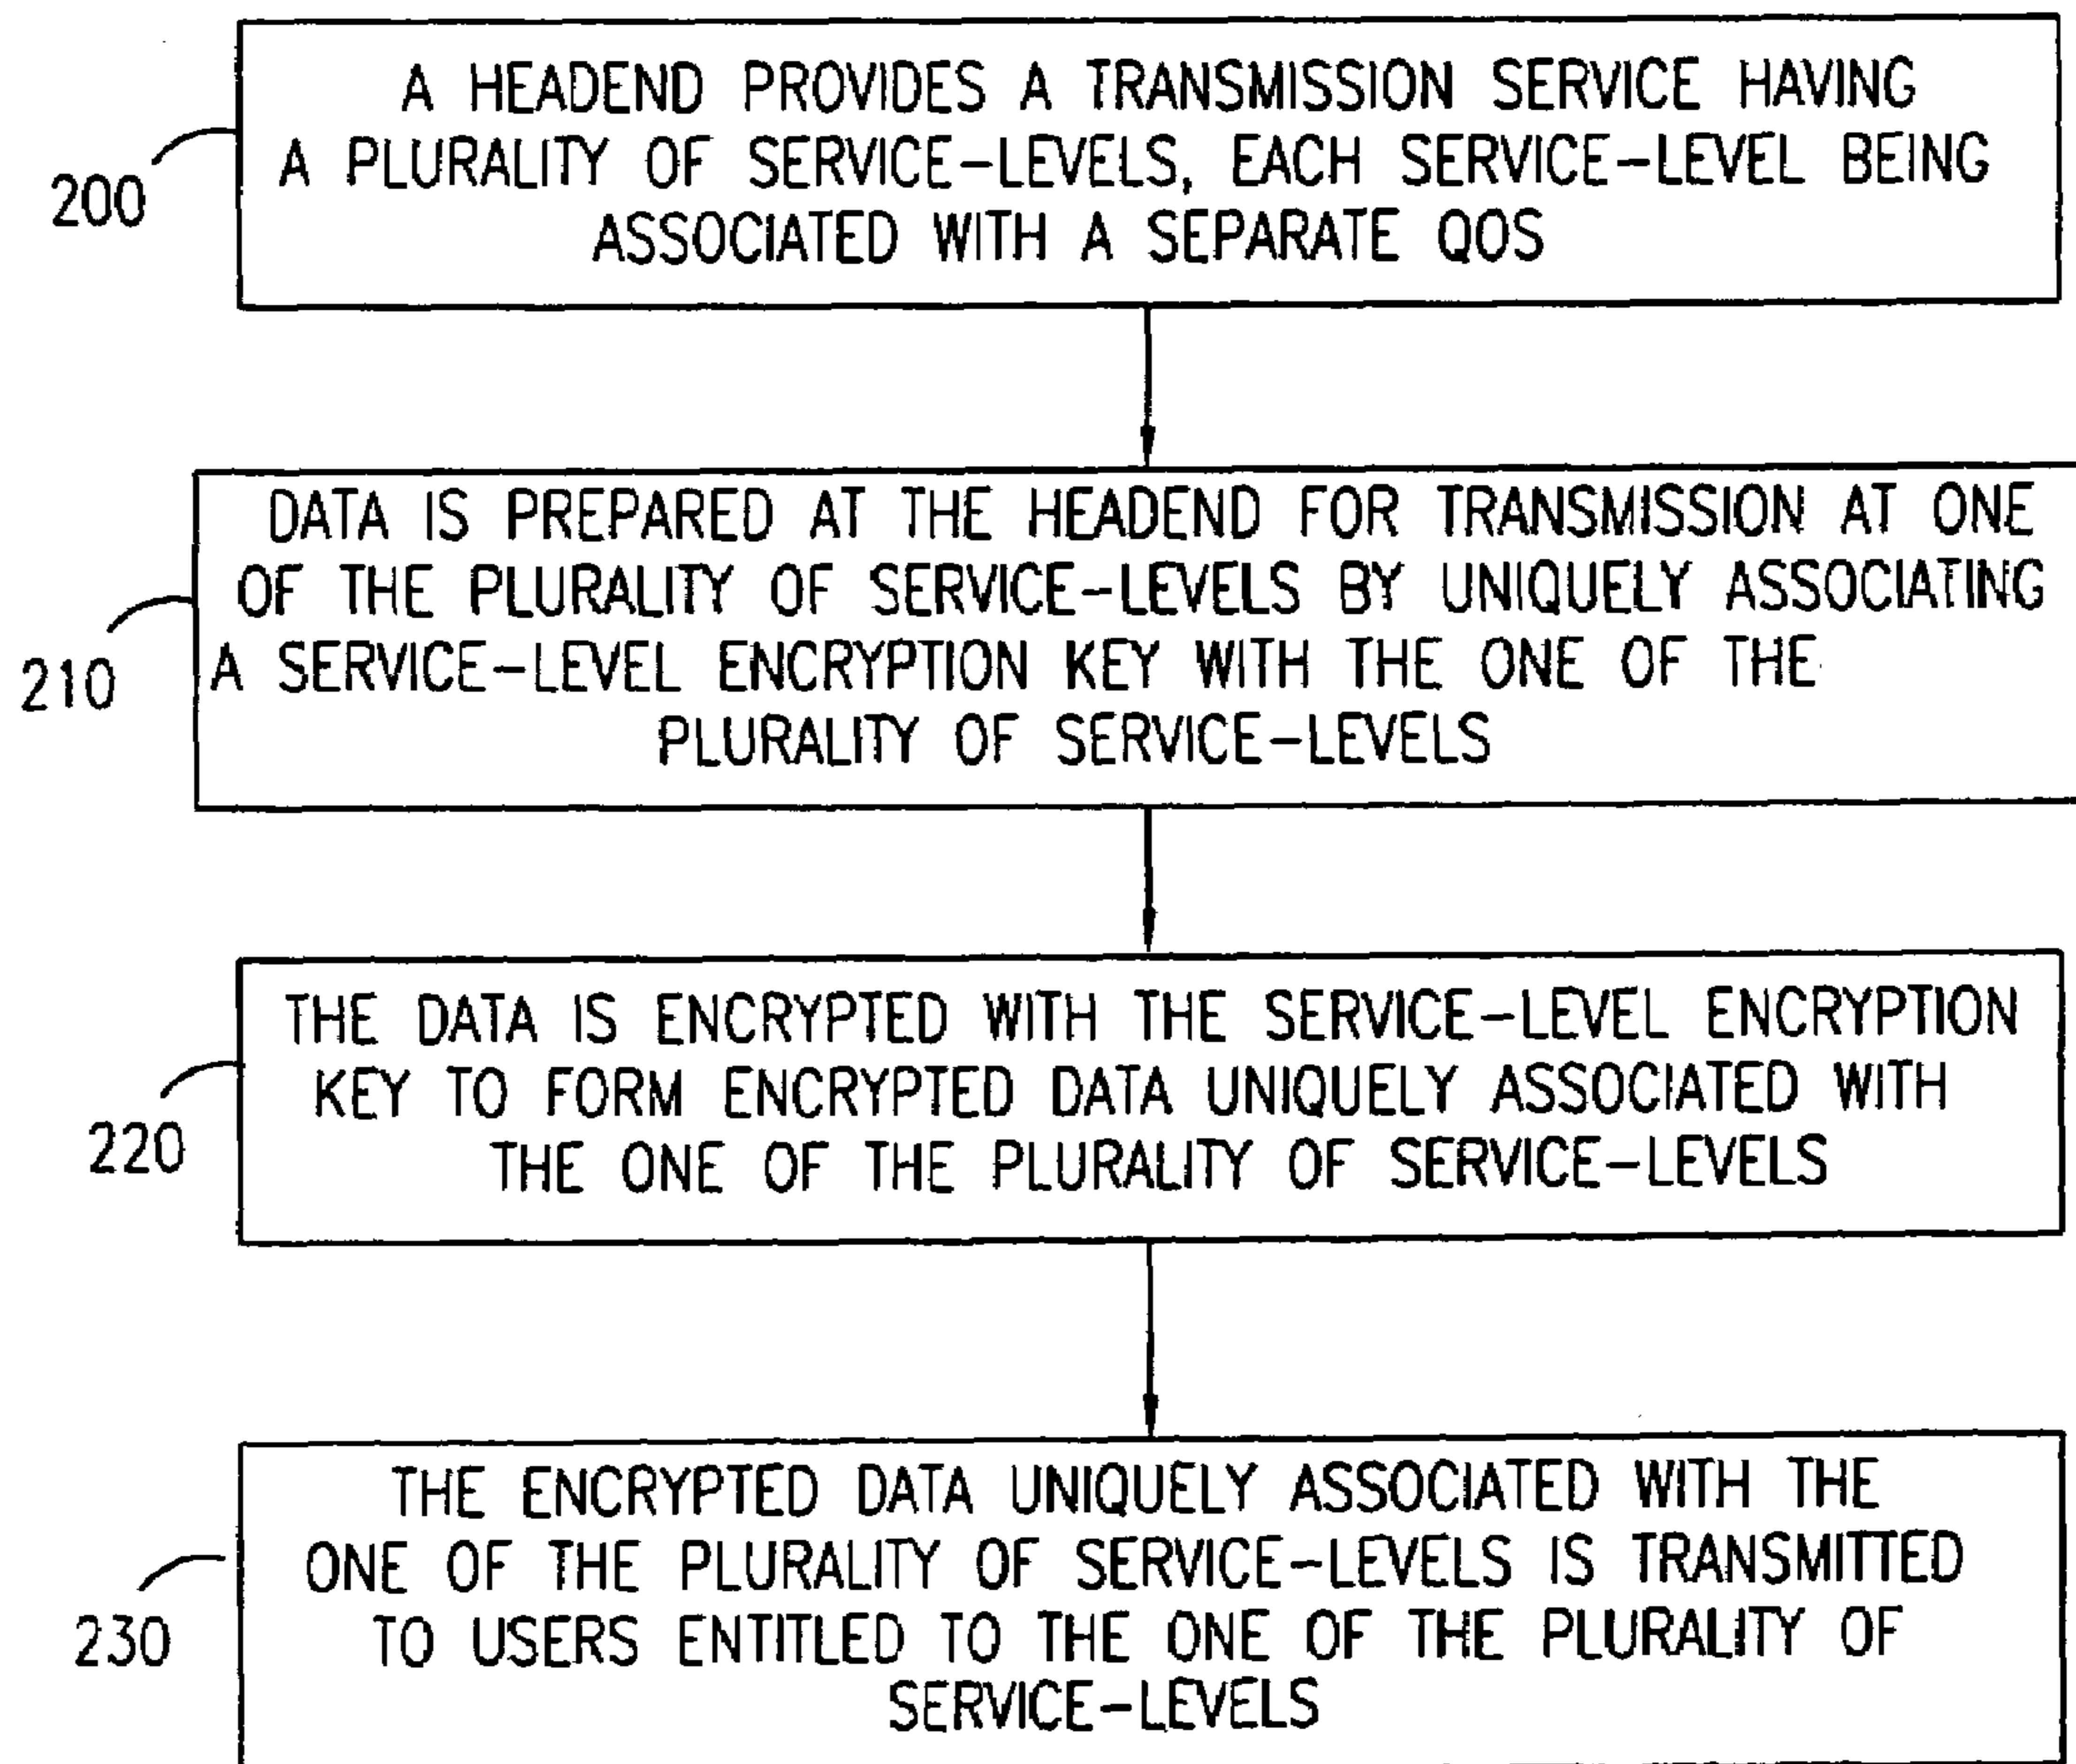 A HEADEND PROVIDES A TRANSMISSION SERVICE HAVING
A PLURALITY OF SERVICE-LEVELS, EACH SERVICE-LEVEL BEING
ASSOCIATED WITH A SEPARATE QOS
200
DATA IS PREPARED AT THE HEADEND FOR TRANSMISSION AT ONE
OF THE PLURALITY OF SERVICE-LEVELS BY UNIQUELY ASSOCIATING
A SERVICE-LEVEL ENCRYPTION KEY WITH THE ONE OF THE
PLURALITY OF SERVICE-LEVELS
210
THE DATA IS ENCRYPTED WITH THE SERVICE-LEVEL ENCRYPTION
KEY TO FORM ENCRYPTED DATA UNIQUELY ASSOCIATED WITH
THE ONE OF THE PLURALITY OF SERVICE-LEVELS
220
THE ENCRYPTED DATA UNIQUELY ASSOCIATED WITH THE
ONE OF THE PLURALITY OF SERVICE-LEVELS IS TRANSMITTED
TO USERS ENTITLED TO THE ONE OF THE PLURALITY OF
SERVICE-LEVELS
230